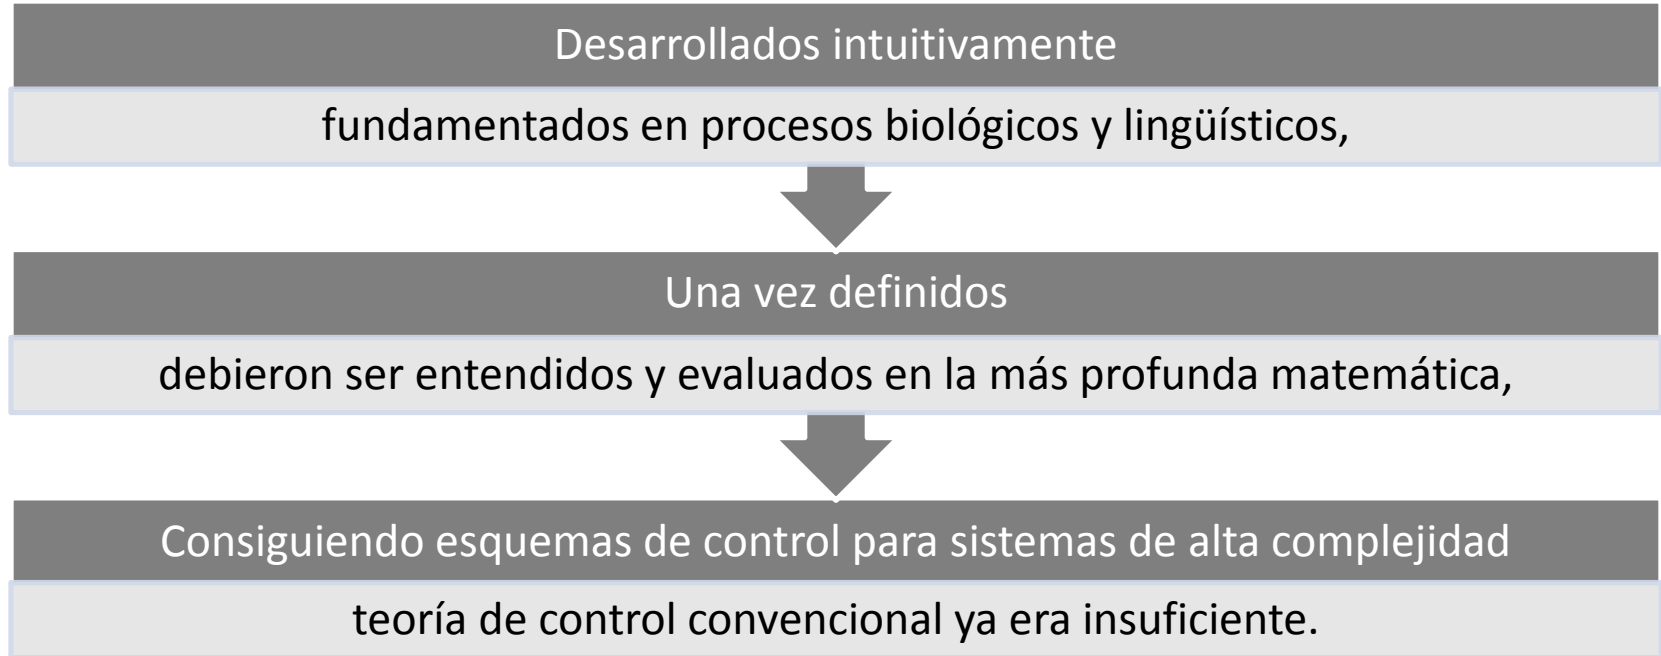 Desarrollados intuitivamente
fundamentados en procesos biológicos y lingüísticos,
Una vez definidos
debieron ser entendidos y evaluados en la más profunda matemática,
Consiguiendo esquemas de control para sistemas de alta complejidad
teoría de control convencional ya era insuficiente.